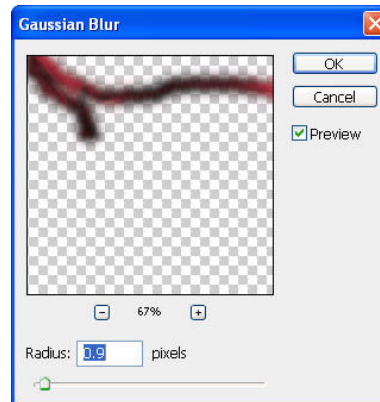 Gaussian Blur
OK
Cancel
Preview
67%
Radius: 0.9 pixels